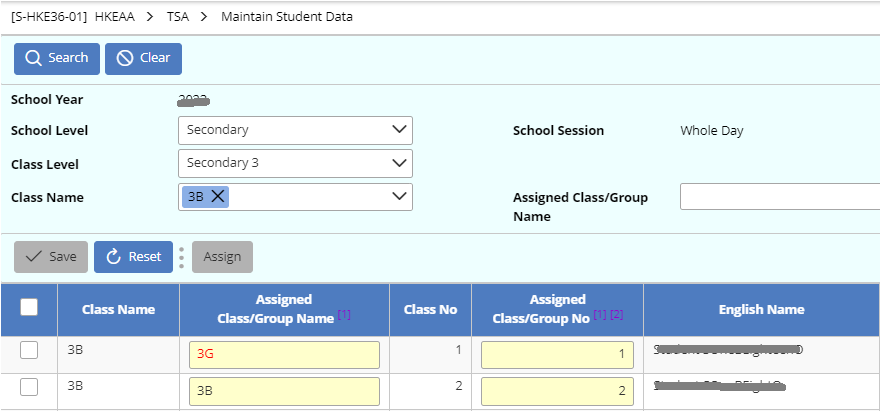 [S-HKE36-01] HKEAA > TSA > Maintain Student Data
Search Clear
School Year
School Level Secondary School Session Whole Day
Class Level Secondary 3
Class Name 3B Assigned Class/Group
Name
Save Reset Assign
Class Name Assigned Class/Group Name [1] Class No Assigned Class/Group No [1] [2] English Name
3B 3G 1 1
3B 3B 2 2